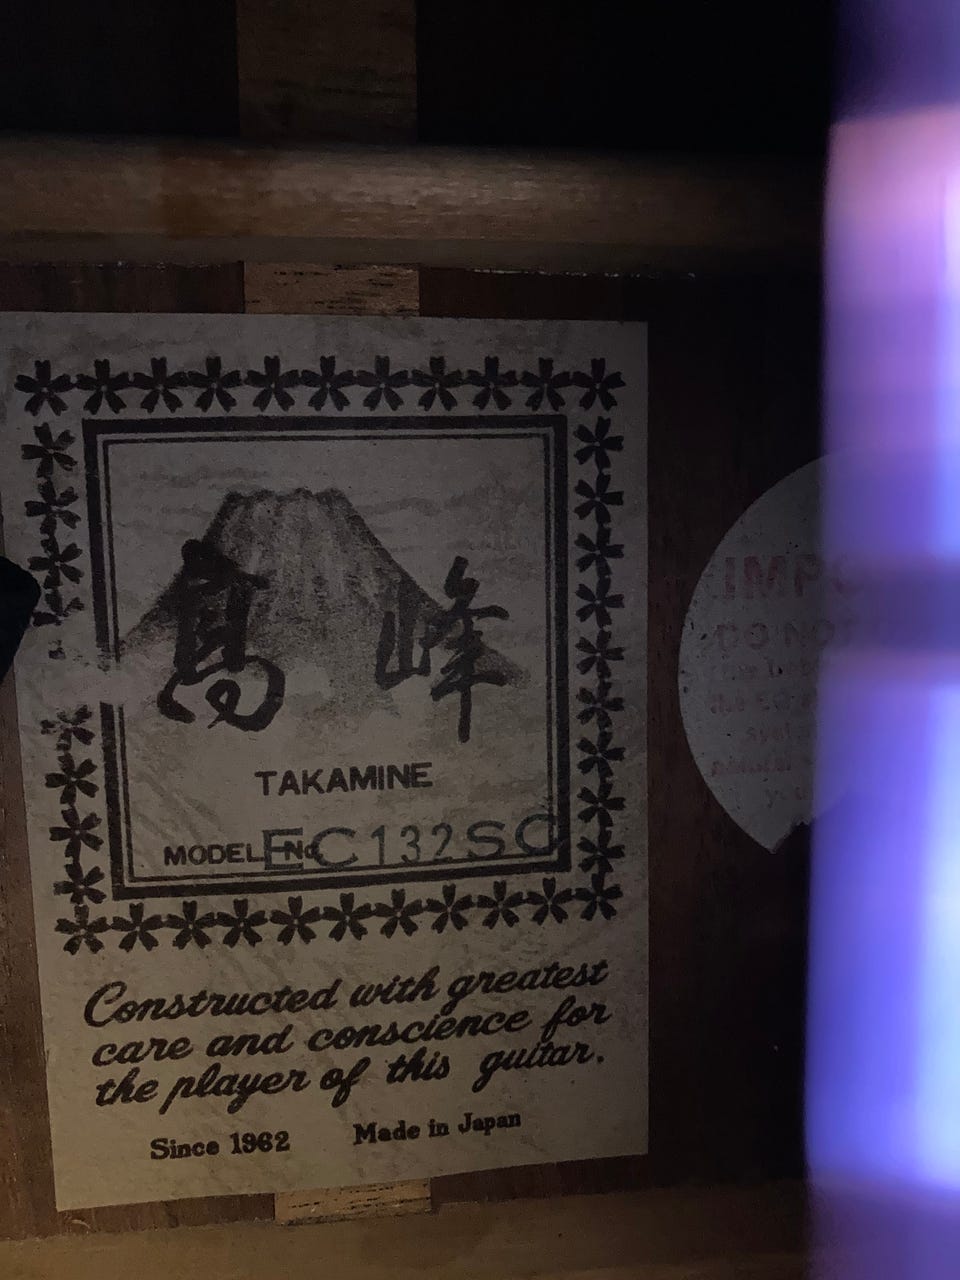 高峰
TAKAMINE
MODEL No EC132SC
Constructed with greatest
care and conscience for
the player of this guitar.
Since 1962 Made in Japan